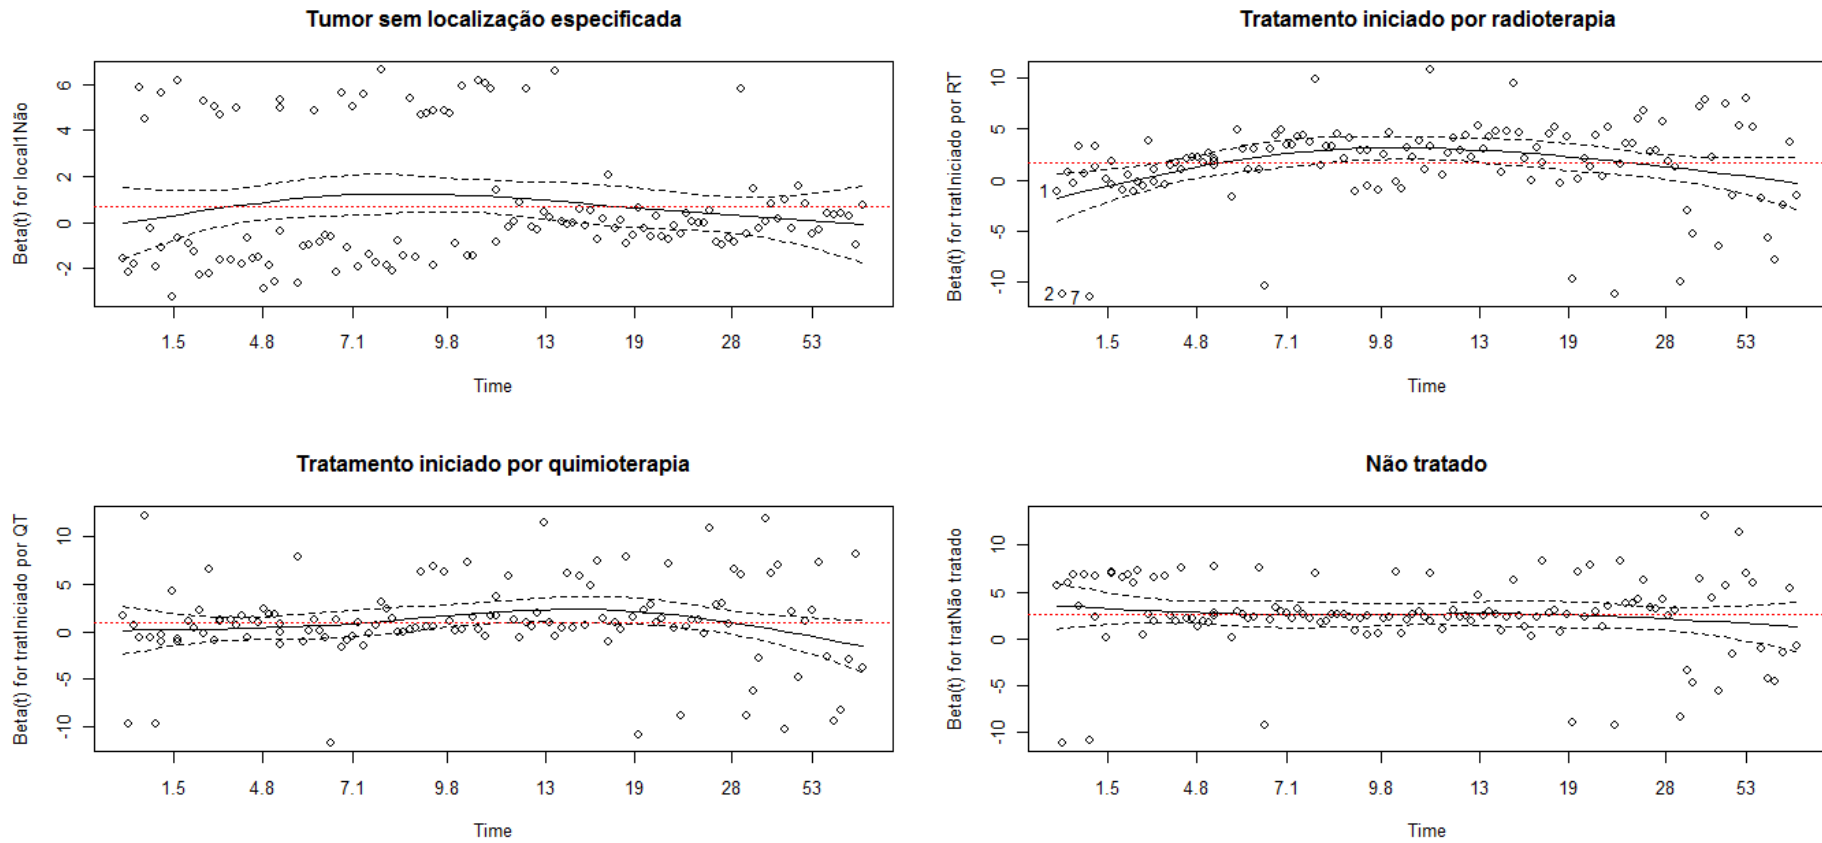 Tumor sem localização especificada
Beta(t) for local1Não
6
4
2
0
-2
1.5 4.8 7.1 9.8 13 19 28 53
Time
Tratamento iniciado por radioterapia
Beta(t) for tratIniciado por RT
10
5
0
-5
-10
1
2 7
1.5 4.8 7.1 9.8 13 19 28 53
Time
Tratamento iniciado por quimioterapia
Beta(t) for tratIniciado por QT
10
5
0
-5
-10
1.5 4.8 7.1 9.8 13 19 28 53
Time
Não tratado
Beta(t) for tratNão tratado
10
5
0
-5
-10
1.5 4.8 7.1 9.8 13 19 28 53
Time